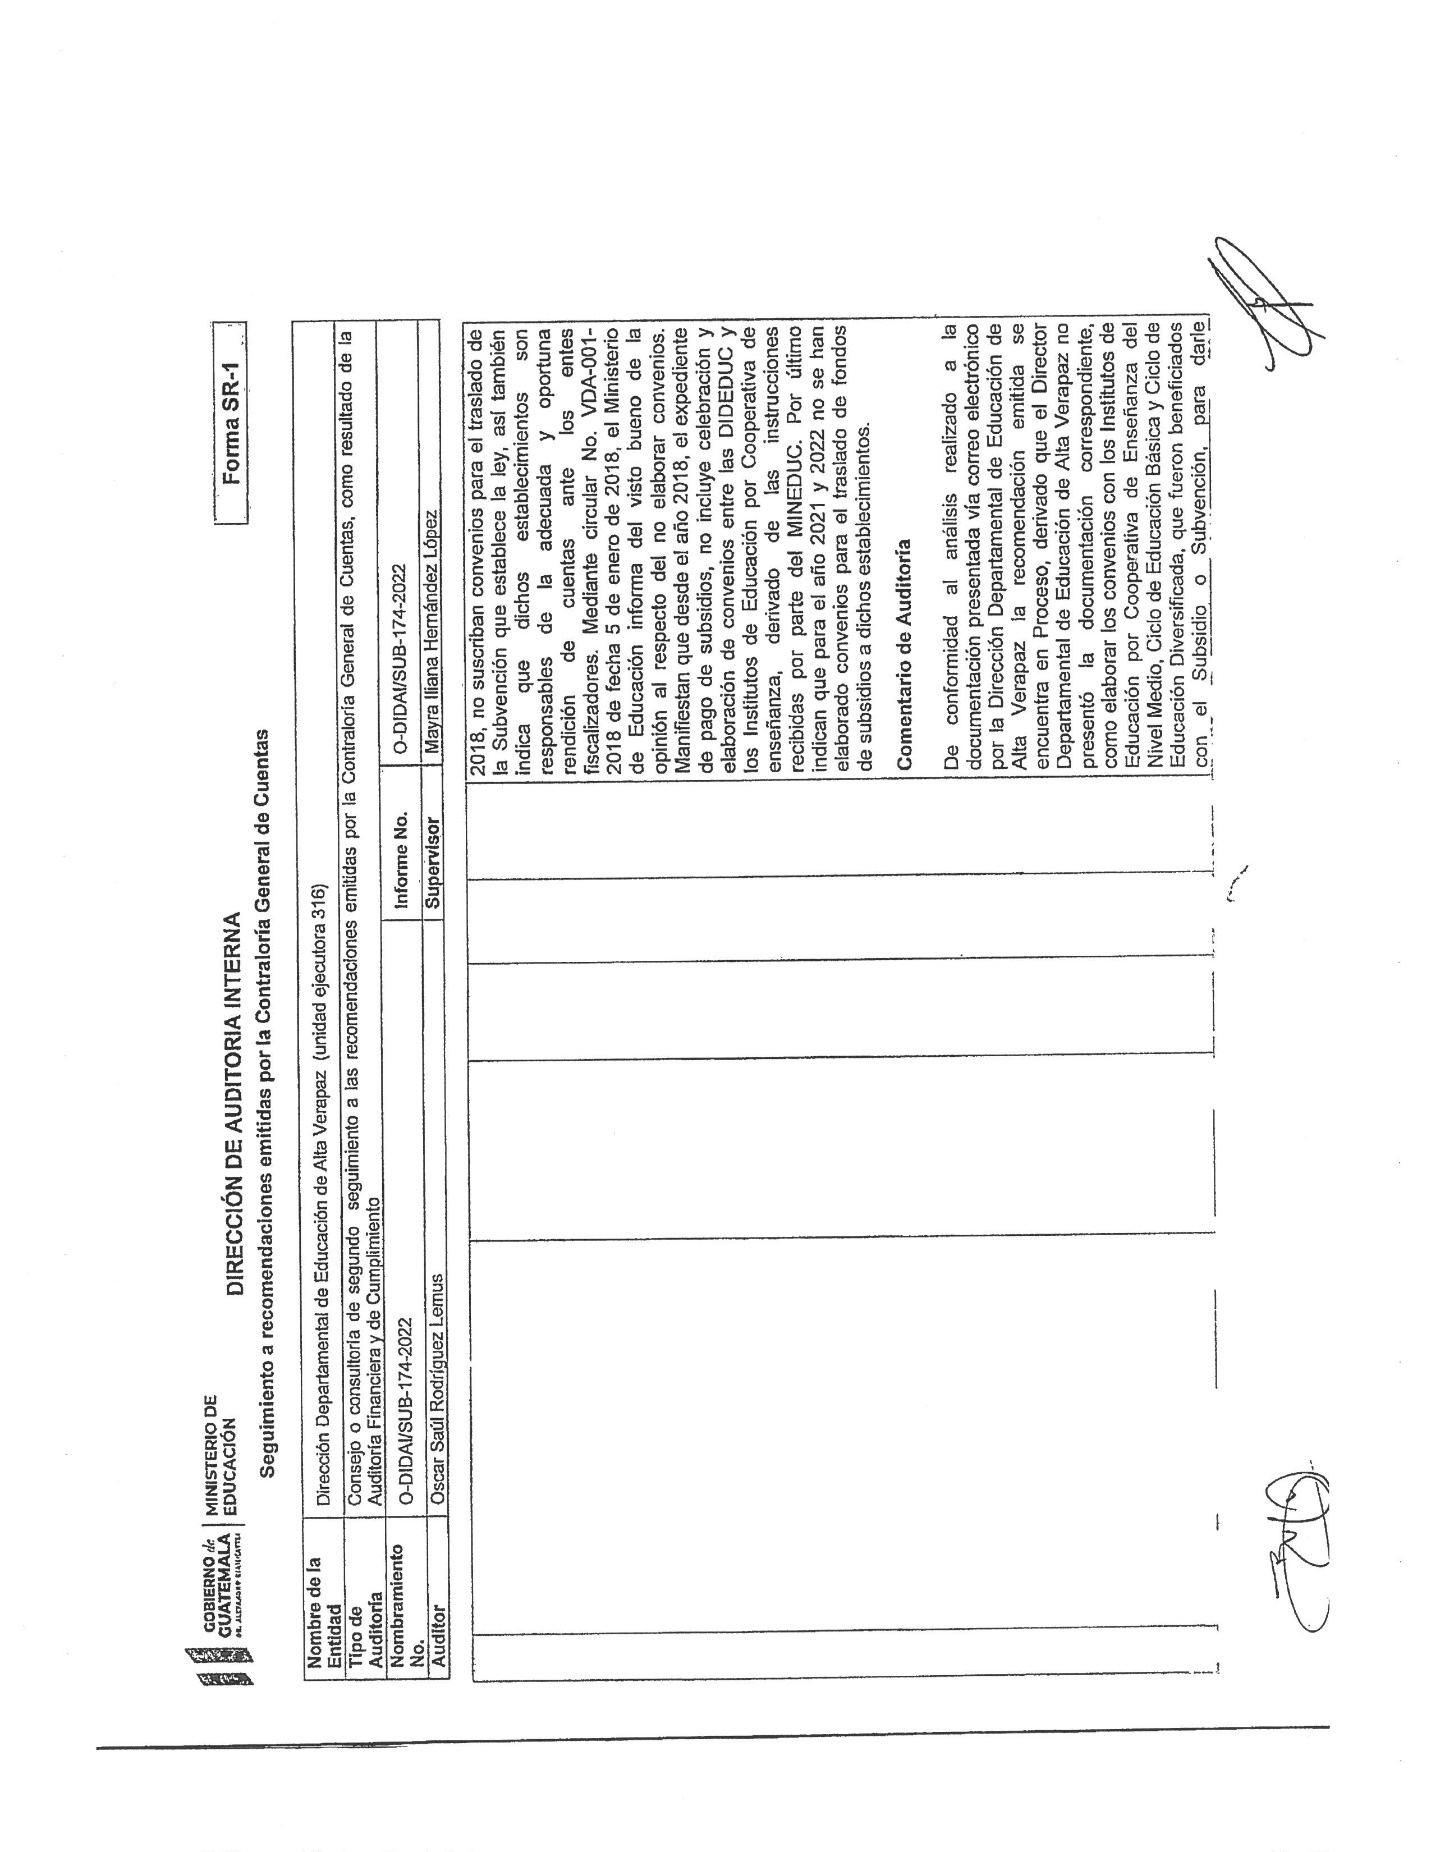 GOBIERNO de
GUATEMALA
DR. ALEJANDRO GIAMMATTEI
MINISTERIO DE
EDUCACIÓN
DIRECCIÓN DE AUDITORIA INTERNA
Forma SR-1
Seguimiento a recomendaciones emitidas por la Contraloría General de Cuentas
Nombre de la
Entidad
Dirección Departamental de Educación de Alta Verapaz (unidad ejecutora 316)
Tipo de
Auditoría
Consejo o consultoría de segundo seguimiento a las recomendaciones emitidas por la Contraloría General de Cuentas, como resultado de la
Auditoría Financiera y de Cumplimiento
Nombramiento
No.
O-DIDAI/SUB-174-2022
Informe No.
O-DIDAI/SUB-174-2022
Auditor
Oscar Saúl Rodríguez Lemus
Supervisor
Mayra Iliana Hernández López
2018, no suscriban convenios para el traslado de
la Subvención que establece la ley, así también
indica que dichos establecimientos son
responsables de la adecuada y oportuna
rendición de cuentas ante los entes
fiscalizadores. Mediante circular No. VDA-001-
2018 de fecha 5 de enero de 2018, el Ministerio
de Educación informa del visto bueno de la
opinión al respecto del no elaborar convenios.
Manifiestan que desde el año 2018, el expediente
de pago de subsidios, no incluye celebración y
elaboración de convenios entre las DIDEDUC y
los Institutos de Educación por Cooperativa de
enseñanza, derivado de las instrucciones
recibidas por parte del MINEDUC. Por último
indican que para el año 2021 y 2022 no se han
elaborado convenios para el traslado de fondos
de subsidios a dichos establecimientos.
Comentario de Auditoría
De conformidad al análisis realizado a la
documentación presentada vía correo electrónico
por la Dirección Departamental de Educación de
Alta Verapaz la recomendación emitida se
encuentra en Proceso, derivado que el Director
Departamental de Educación de Alta Verapaz no
presentó la documentación correspondiente,
como elaborar los convenios con los Institutos de
Educación por Cooperativa de Enseñanza del
Nivel Medio, Ciclo de Educación Básica y Ciclo de
Educación Diversificada, que fueron beneficiados
con el Subsidio o Subvención, para darle